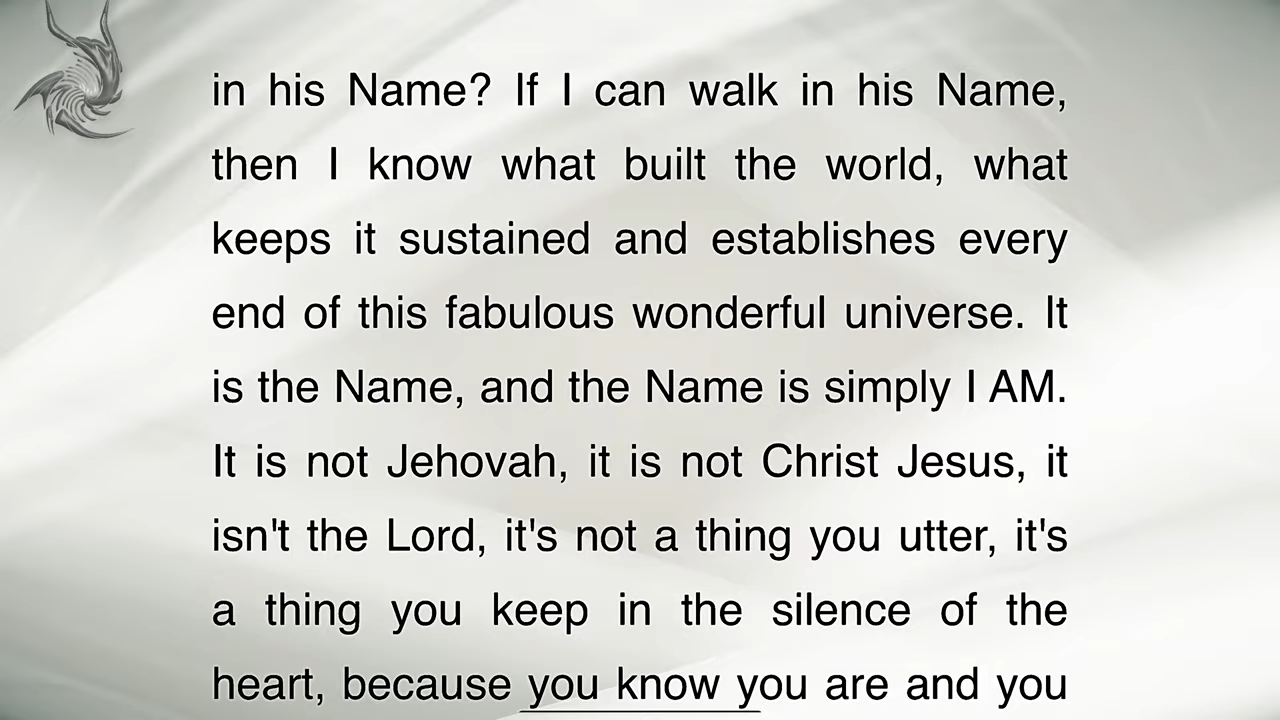 in his Name? If I can walk in his Name,
then I know what built the world, what
keeps it sustained and establishes every
end of this fabulous wonderful universe. It
is the Name, and the Name is simply I AM.
It is not Jehovah, it is not Christ Jesus, it
isn't the Lord, it's not a thing you utter, it's
a thing you keep in the silence of the
heart, because you know you are and you